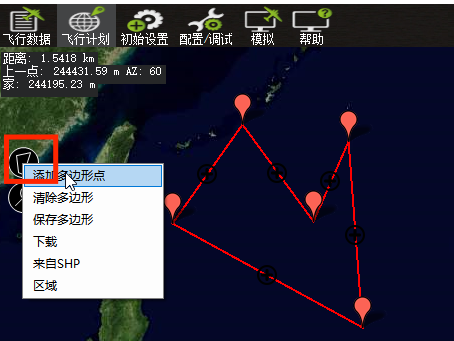 飞行数据 飞行计划 初始设置 配置/调试 模拟 帮助
距离: 1.5418 km
上一点: 244431.59 m AZ: 60
家: 244195.23 m
添加多边形点
清除多边形
保存多边形
下载
来自SHP
区域